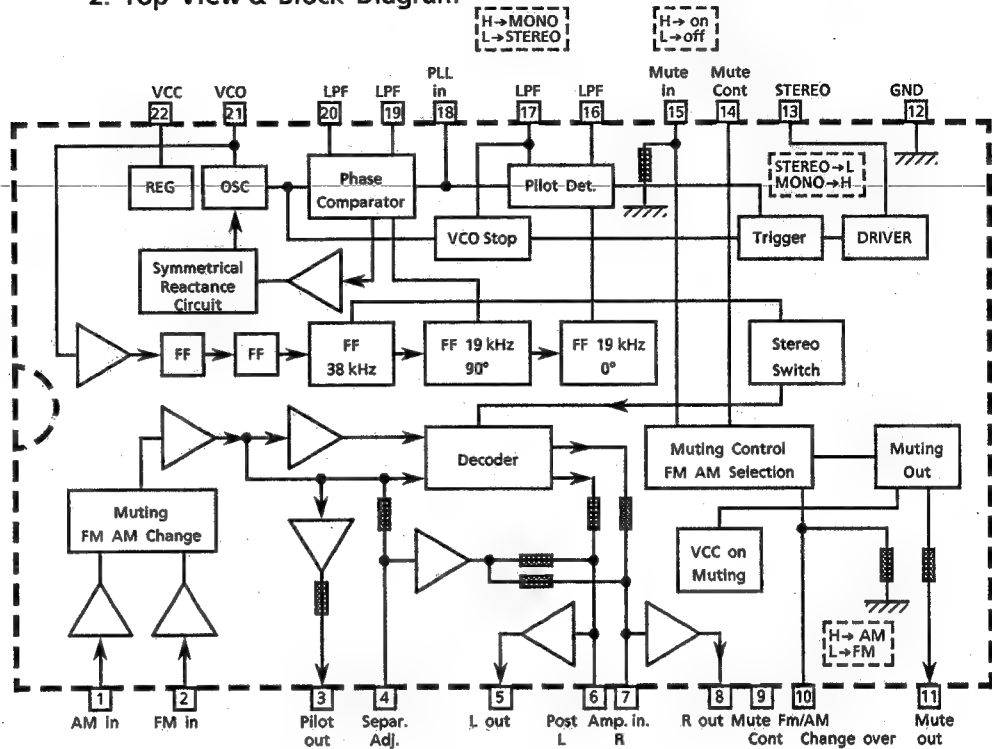 2. Top View & Block Diagram
H→MONO
L→STEREO
H→on
L→off
VCC
VCO
LPF
LPF
PLL
in
LPF
LPF
Mute
in
Mute
Cont
STEREO
GND
22
21
20
19
18
17
16
15
14
13
12
REG
OSC
Phase
Comparator
Pilot Det.
STEREO→L
MONO→H
VCO Stop
Trigger
DRIVER
Symmetrical
Reactance
Circuit
FF
FF
FF
38 kHz
FF 19 kHz
90°
FF 19 kHz
0°
Stereo
Switch
Decoder
Muting Control
FM AM Selection
Muting
Out
Muting
FM AM Change
VCC on
Muting
H→AM
L→FM
1
2
3
4
5
6
7
8
9
10
11
AM in
FM in
Pilot
out
Separ.
Adj.
L out
Post Amp. in.
L R
R out
Mute
Cont
Fm/AM
Change over
Mute
out